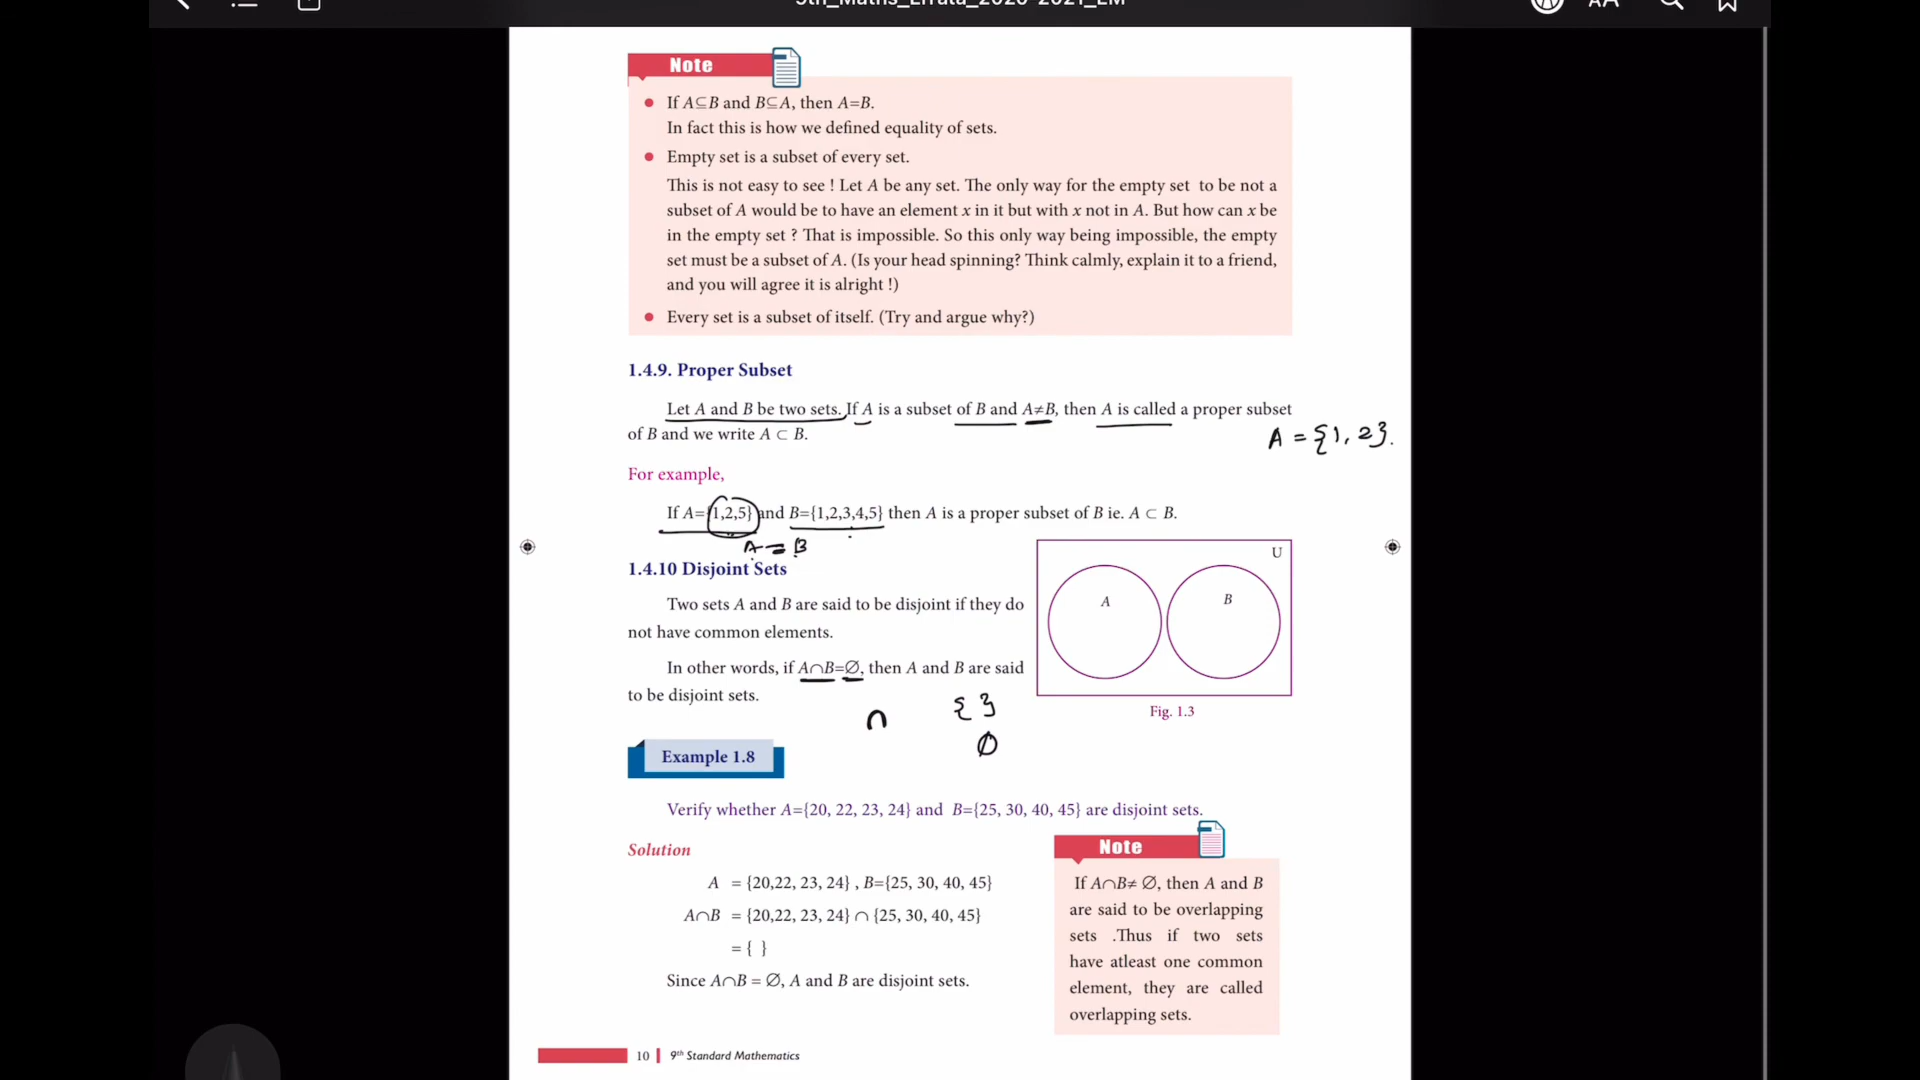 9th_Maths_Errata_2020-2021_EM
AA
Note
• If A⊆B and B⊆A, then A=B.
In fact this is how we defined equality of sets.
• Empty set is a subset of every set.
This is not easy to see ! Let A be any set. The only way for the empty set to be not a
subset of A would be to have an element x in it but with x not in A. But how can x be
in the empty set ? That is impossible. So this only way being impossible, the empty
set must be a subset of A. (Is your head spinning? Think calmly, explain it to a friend,
and you will agree it is alright !)
• Every set is a subset of itself. (Try and argue why?)
1.4.9. Proper Subset
Let A and B be two sets. If A is a subset of B and A≠B, then A is called a proper subset
of B and we write A ⊂ B.
A = {1, 2}.
For example,
If A={1,2,5} and B={1,2,3,4,5} then A is a proper subset of B ie. A ⊂ B.
A = B
1.4.10 Disjoint Sets
Two sets A and B are said to be disjoint if they do
not have common elements.
In other words, if A∩B=∅, then A and B are said
to be disjoint sets.
∩ { }
∅
U
A B
Fig. 1.3
Example 1.8
Verify whether A={20, 22, 23, 24} and B={25, 30, 40, 45} are disjoint sets.
Solution
A = {20,22, 23, 24} , B={25, 30, 40, 45}
A∩B = {20,22, 23, 24} ∩ {25, 30, 40, 45}
= { }
Since A∩B = ∅, A and B are disjoint sets.
Note
If A∩B≠ ∅, then A and B
are said to be overlapping
sets .Thus if two sets
have atleast one common
element, they are called
overlapping sets.
10 9th Standard Mathematics